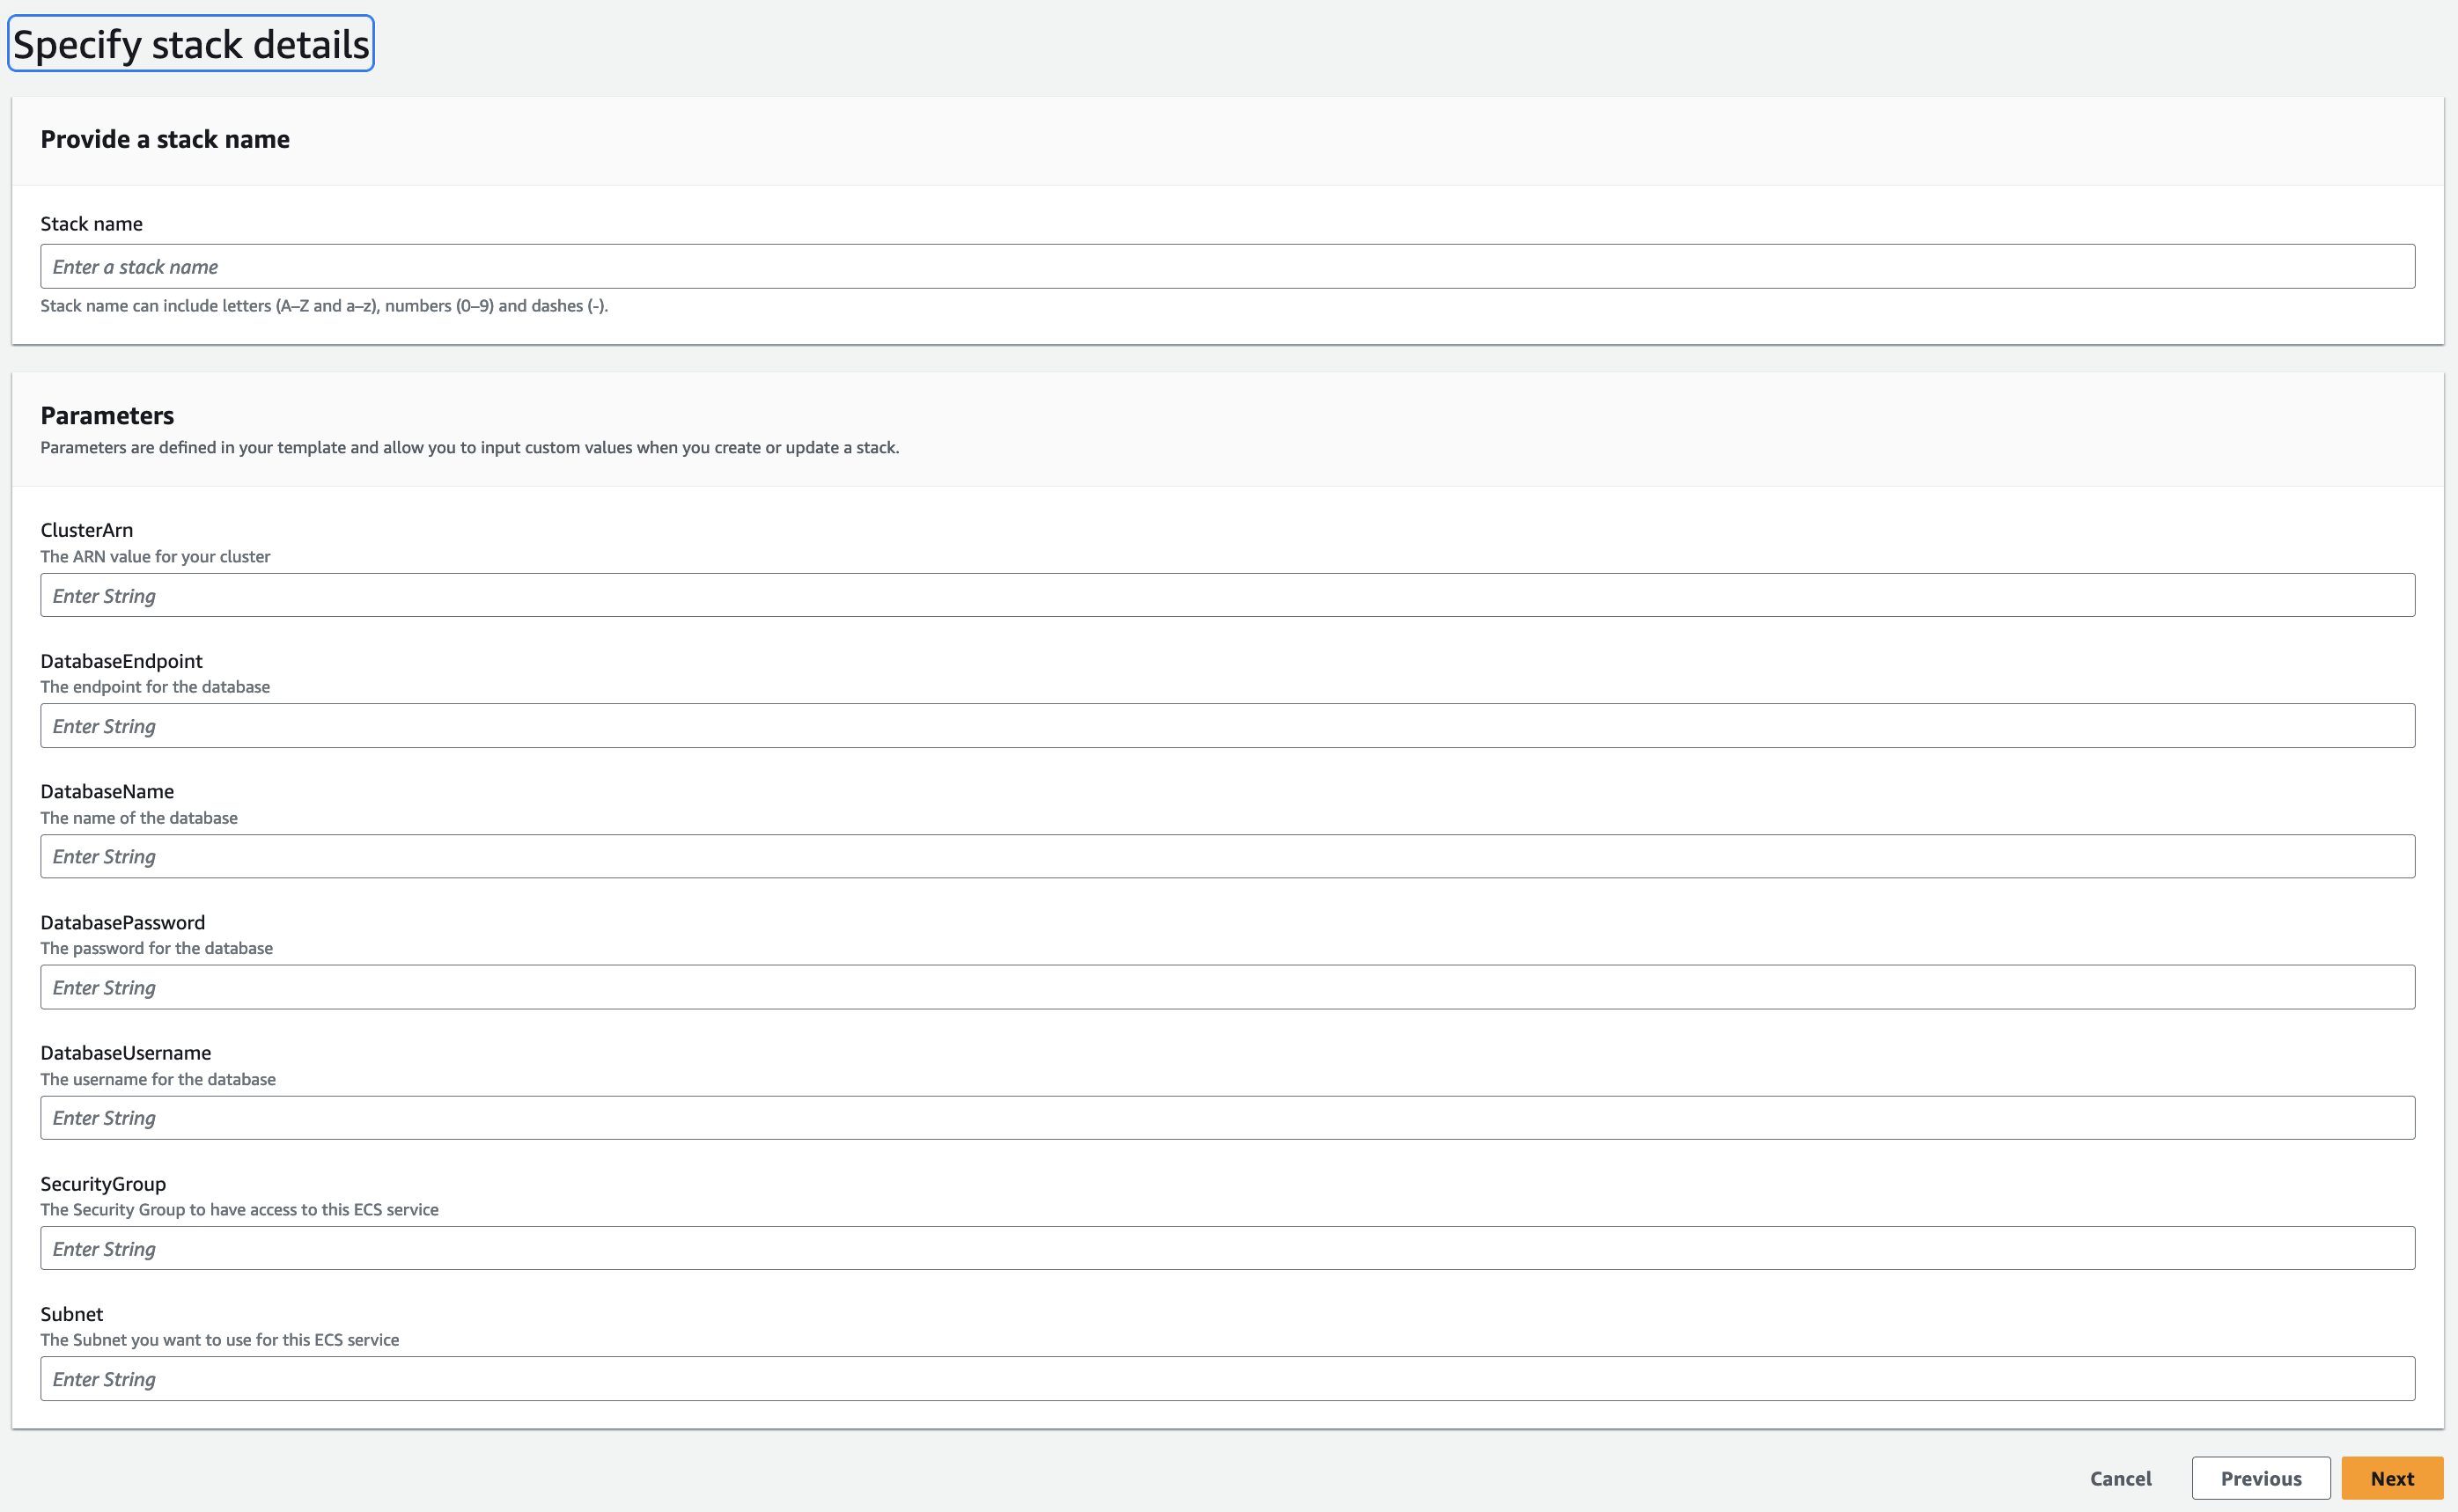 Specify stack details
Provide a stack name
Stack name
Enter a stack name
Stack name can include letters (A–Z and a–z), numbers (0–9) and dashes (-).
Parameters
Parameters are defined in your template and allow you to input custom values when you create or update a stack.
ClusterArn
The ARN value for your cluster
Enter String
DatabaseEndpoint
The endpoint for the database
Enter String
DatabaseName
The name of the database
Enter String
DatabasePassword
The password for the database
Enter String
DatabaseUsername
The username for the database
Enter String
SecurityGroup
The Security Group to have access to this ECS service
Enter String
Subnet
The Subnet you want to use for this ECS service
Enter String
Cancel Previous Next